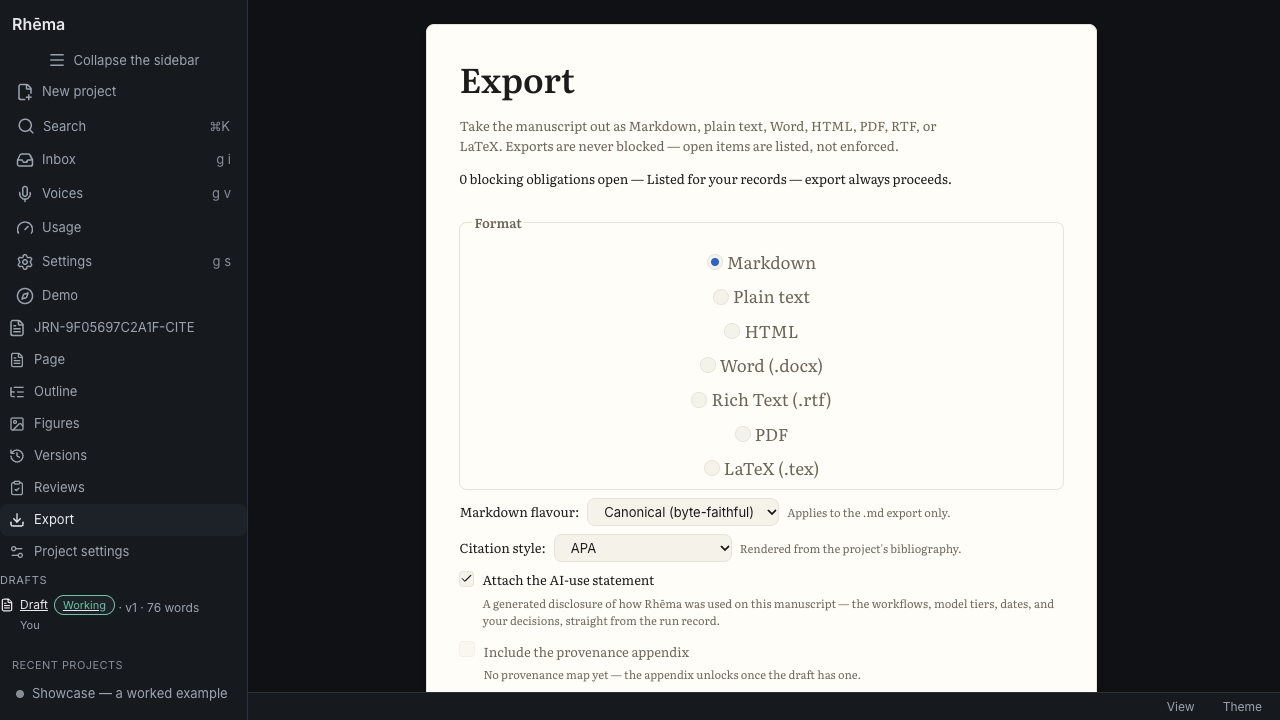 Rhēma
Collapse the sidebar
New project
Search ⌘K
Inbox g i
Voices g v
Usage
Settings g s
Demo
JRN-9F05697C2A1F-CITE
Page
Outline
Figures
Versions
Reviews
Export
Project settings
DRAFTS
Draft Working · v1 · 76 words
You
RECENT PROJECTS
Showcase — a worked example
Export
Take the manuscript out as Markdown, plain text, Word, HTML, PDF, RTF, or
LaTeX. Exports are never blocked — open items are listed, not enforced.
0 blocking obligations open — Listed for your records — export always proceeds.
Format
Markdown
Plain text
HTML
Word (.docx)
Rich Text (.rtf)
PDF
LaTeX (.tex)
Markdown flavour: Canonical (byte-faithful) Applies to the .md export only.
Citation style: APA Rendered from the project's bibliography.
Attach the AI-use statement
A generated disclosure of how Rhēma was used on this manuscript — the workflows, model tiers, dates, and
your decisions, straight from the run record.
Include the provenance appendix
No provenance map yet — the appendix unlocks once the draft has one.
View Theme